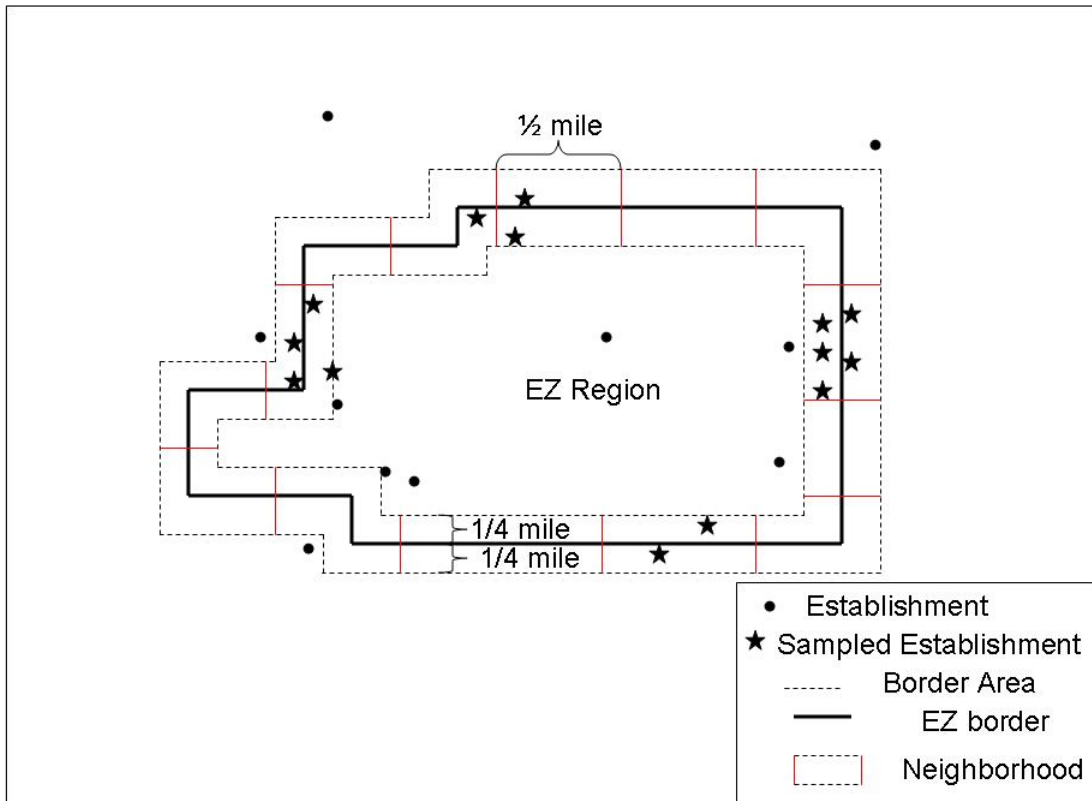 ½ mile
EZ Region
1/4 mile
1/4 mile
Establishment
Sampled Establishment
Border Area
EZ border
Neighborhood